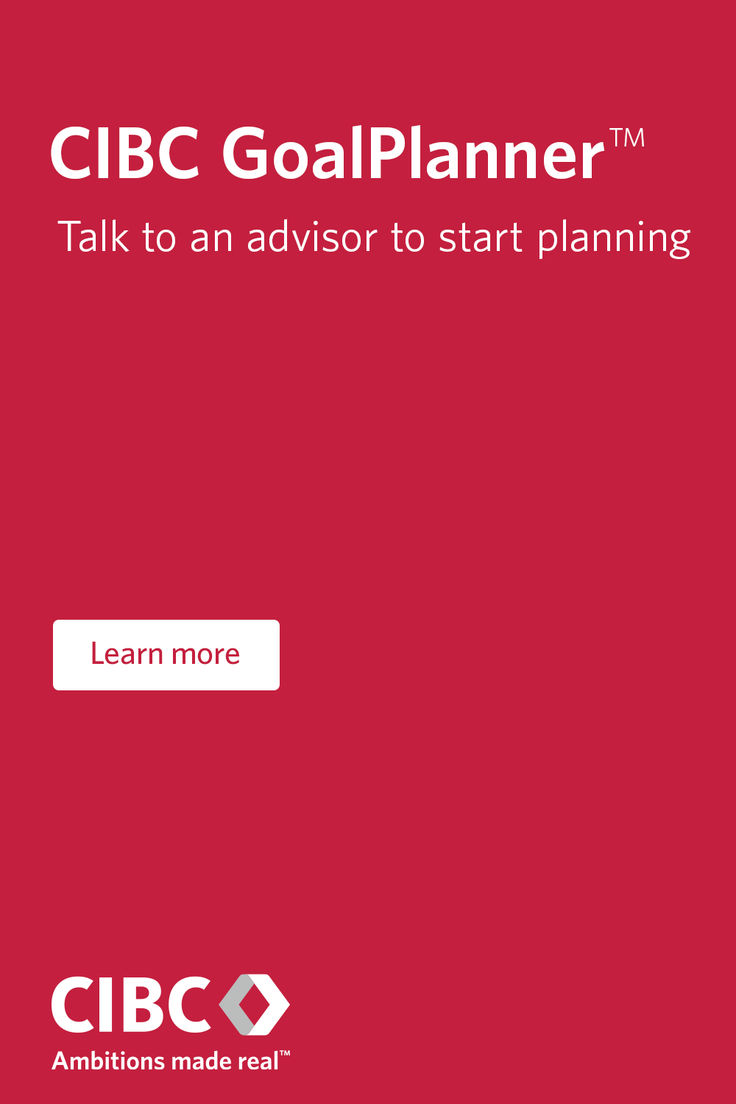 CIBC GoalPlanner™
Talk to an advisor to start planning
Learn more
CIBC
Ambitions made real™